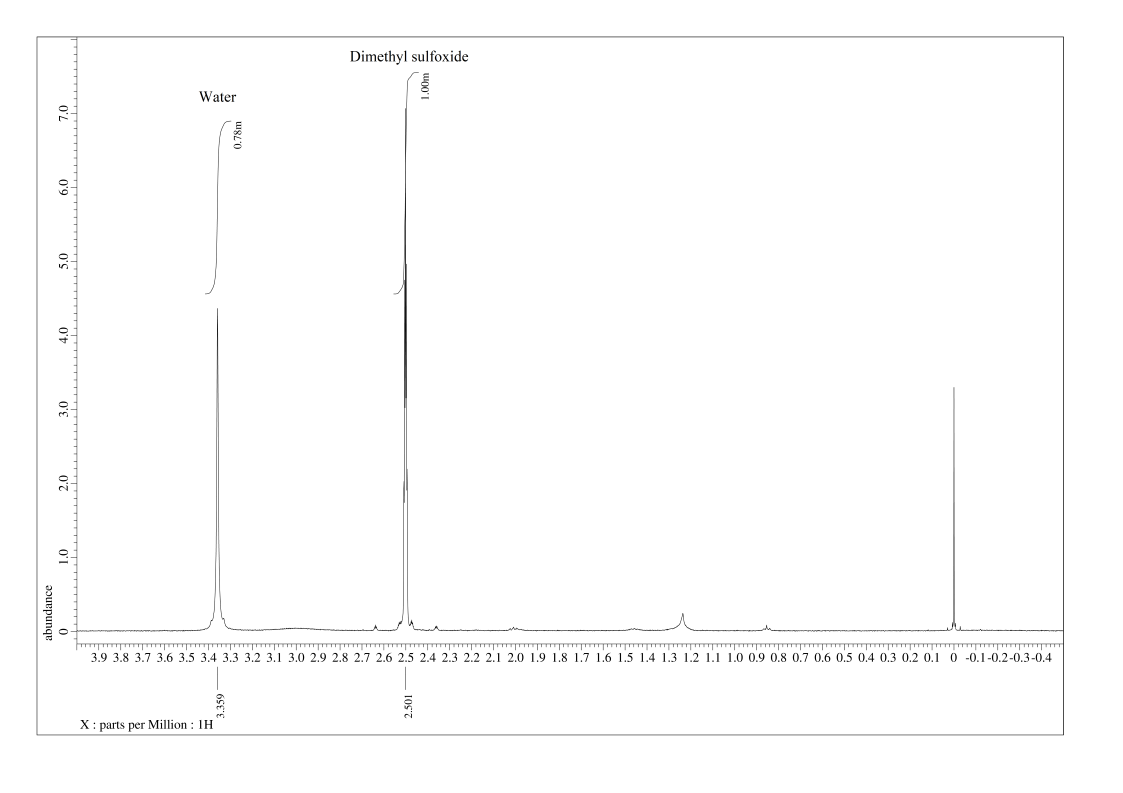 Dimethyl sulfoxide
1.00m
Water
0.78m
7.0
6.0
5.0
4.0
3.0
2.0
1.0
0
abundance
3.9 3.8 3.7 3.6 3.5 3.4 3.3 3.2 3.1 3.0 2.9 2.8 2.7 2.6 2.5 2.4 2.3 2.2 2.1 2.0 1.9 1.8 1.7 1.6 1.5 1.4 1.3 1.2 1.1 1.0 0.9 0.8 0.7 0.6 0.5 0.4 0.3 0.2 0.1 0 -0.1 -0.2 -0.3 -0.4
3.359
2.501
X : parts per Million : 1H